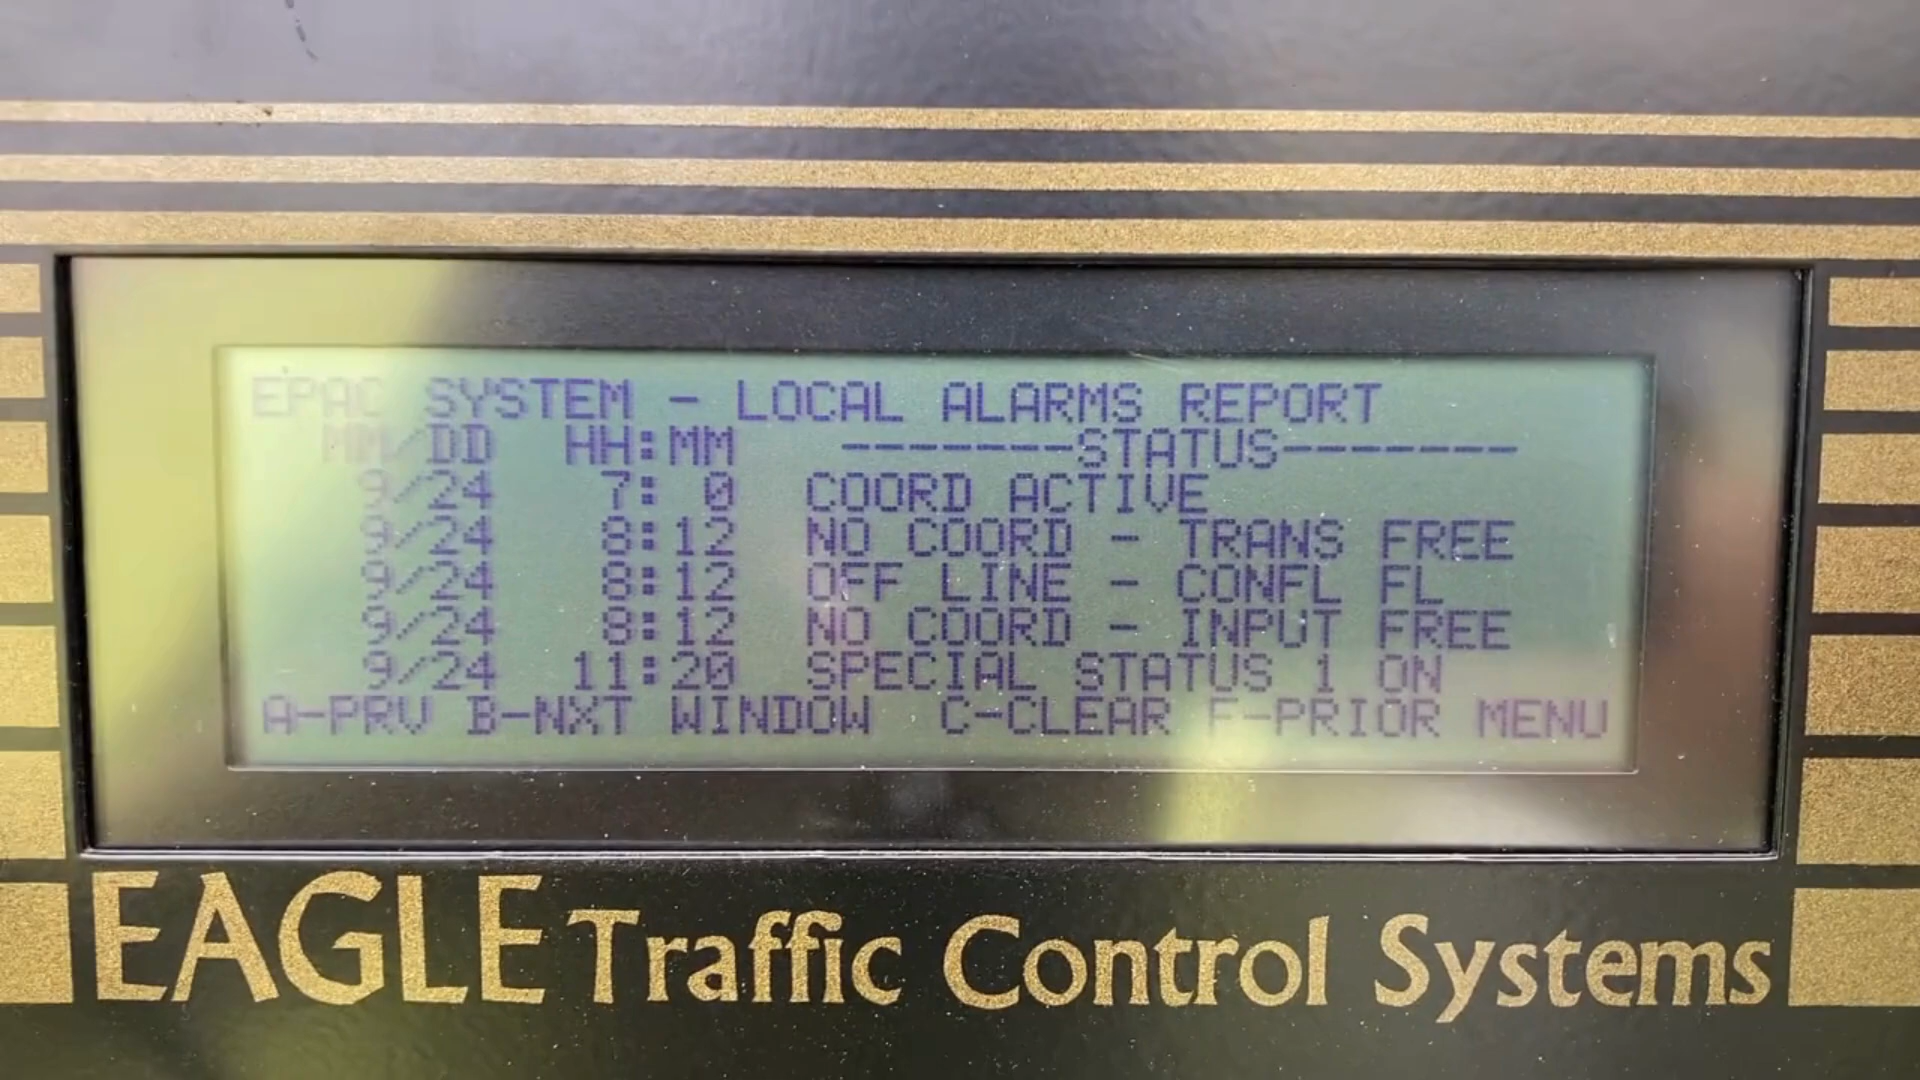 EPAC SYSTEM - LOCAL ALARMS REPORT
MM/DD HH:MM -------STATUS-------
9/24 7: 0 COORD ACTIVE
9/24 8:12 NO COORD - TRANS FREE
9/24 8:12 OFF LINE - CONFL FL
9/24 8:12 NO COORD - INPUT FREE
9/24 11:20 SPECIAL STATUS 1 ON
A-PRV B-NXT WINDOW C-CLEAR F-PRIOR MENU
EAGLE Traffic Control Systems